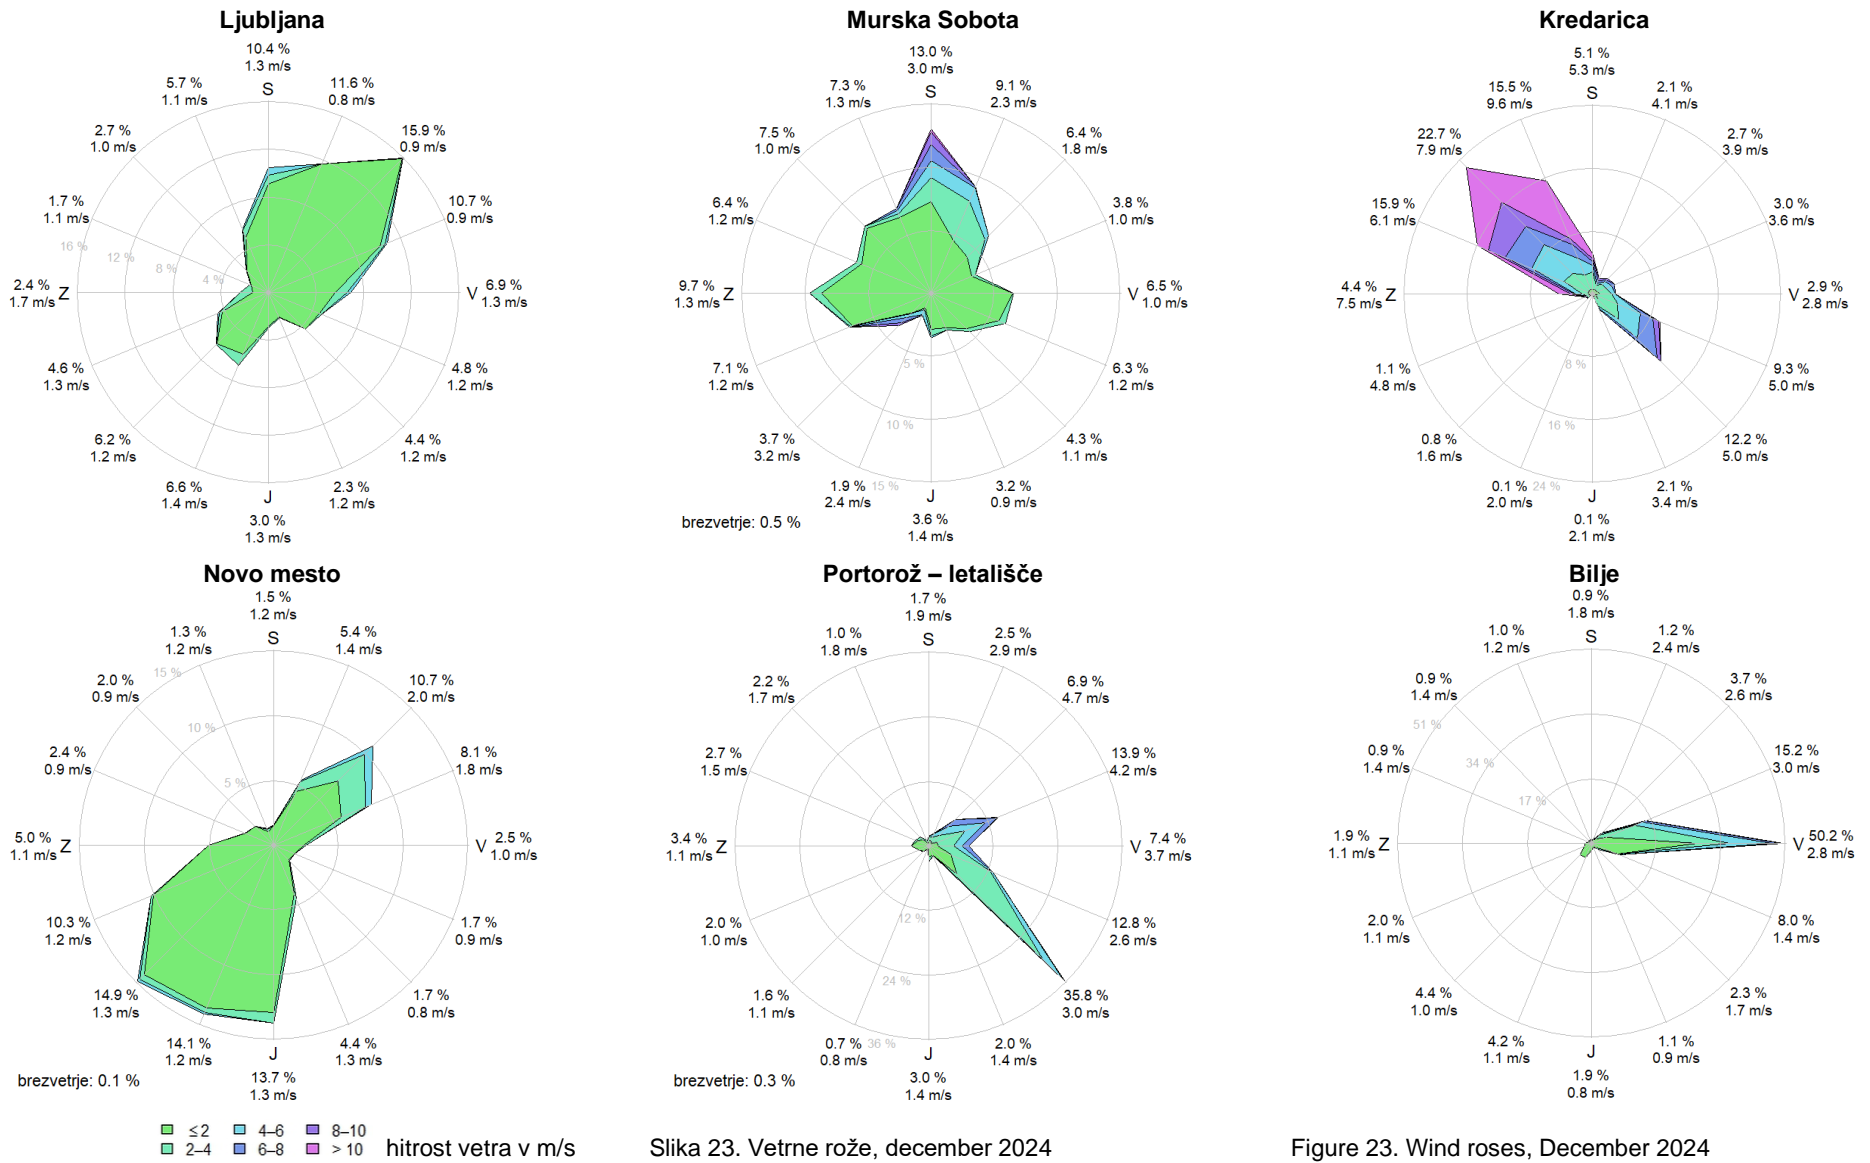 Ljubljana
10.4 %
1.3 m/s
S
5.7 %
1.1 m/s
11.6 %
0.8 m/s
2.7 %
1.0 m/s
15.9 %
0.9 m/s
1.7 %
1.1 m/s
10.7 %
0.9 m/s
16 %
12 %
8 %
4 %
2.4 %
1.7 m/s
Z
V
6.9 %
1.3 m/s
4.6 %
1.3 m/s
4.8 %
1.2 m/s
6.2 %
1.2 m/s
4.4 %
1.2 m/s
6.6 %
1.4 m/s
J
2.3 %
1.2 m/s
3.0 %
1.3 m/s
Murska Sobota
13.0 %
3.0 m/s
S
7.3 %
1.3 m/s
9.1 %
2.3 m/s
7.5 %
1.0 m/s
6.4 %
1.8 m/s
6.4 %
1.2 m/s
3.8 %
1.0 m/s
9.7 %
1.3 m/s
Z
V
6.5 %
1.0 m/s
5 %
10 %
15 %
7.1 %
1.2 m/s
6.3 %
1.2 m/s
3.7 %
3.2 m/s
4.3 %
1.1 m/s
1.9 %
2.4 m/s
J
3.2 %
0.9 m/s
3.6 %
1.4 m/s
brezvetrje: 0.5 %
Kredarica
5.1 %
5.3 m/s
S
15.5 %
9.6 m/s
2.1 %
4.1 m/s
22.7 %
7.9 m/s
2.7 %
3.9 m/s
15.9 %
6.1 m/s
3.0 %
3.6 m/s
4.4 %
7.5 m/s
Z
V
2.9 %
2.8 m/s
8 %
16 %
24 %
1.1 %
4.8 m/s
9.3 %
5.0 m/s
0.8 %
1.6 m/s
12.2 %
5.0 m/s
0.1 %
2.0 m/s
J
2.1 %
3.4 m/s
0.1 %
2.1 m/s
Novo mesto
1.5 %
1.2 m/s
S
1.3 %
1.2 m/s
5.4 %
1.4 m/s
15 %
10 %
5 %
2.0 %
0.9 m/s
10.7 %
2.0 m/s
2.4 %
0.9 m/s
8.1 %
1.8 m/s
5.0 %
1.1 m/s
Z
V
2.5 %
1.0 m/s
10.3 %
1.2 m/s
1.7 %
0.9 m/s
14.9 %
1.3 m/s
1.7 %
0.8 m/s
14.1 %
1.2 m/s
J
4.4 %
1.3 m/s
13.7 %
1.3 m/s
brezvetrje: 0.1 %
Portorož – letališče
1.7 %
1.9 m/s
S
1.0 %
1.8 m/s
2.5 %
2.9 m/s
2.2 %
1.7 m/s
6.9 %
4.7 m/s
2.7 %
1.5 m/s
13.9 %
4.2 m/s
3.4 %
1.1 m/s
Z
V
7.4 %
3.7 m/s
12 %
24 %
36 %
2.0 %
1.0 m/s
12.8 %
2.6 m/s
1.6 %
1.1 m/s
35.8 %
3.0 m/s
0.7 %
0.8 m/s
J
2.0 %
1.4 m/s
3.0 %
1.4 m/s
brezvetrje: 0.3 %
Bilje
0.9 %
1.8 m/s
S
1.0 %
1.2 m/s
1.2 %
2.4 m/s
0.9 %
1.4 m/s
3.7 %
2.6 m/s
51 %
34 %
17 %
0.9 %
1.4 m/s
15.2 %
3.0 m/s
1.9 %
1.1 m/s
Z
V
50.2 %
2.8 m/s
2.0 %
1.1 m/s
8.0 %
1.4 m/s
4.4 %
1.0 m/s
2.3 %
1.7 m/s
4.2 %
1.1 m/s
J
1.1 %
0.9 m/s
1.9 %
0.8 m/s
≤ 2
4–6
8–10
2–4
6–8
> 10
hitrost vetra v m/s
Slika 23. Vetrne rože, december 2024
Figure 23. Wind roses, December 2024